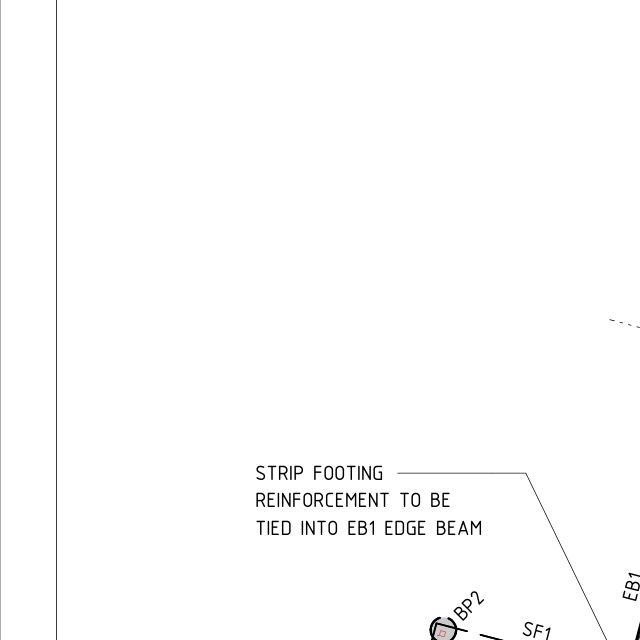 STRIP FOOTING
REINFORCEMENT TO BE
TIED INTO EB1 EDGE BEAM
EB1
BP2
SF1